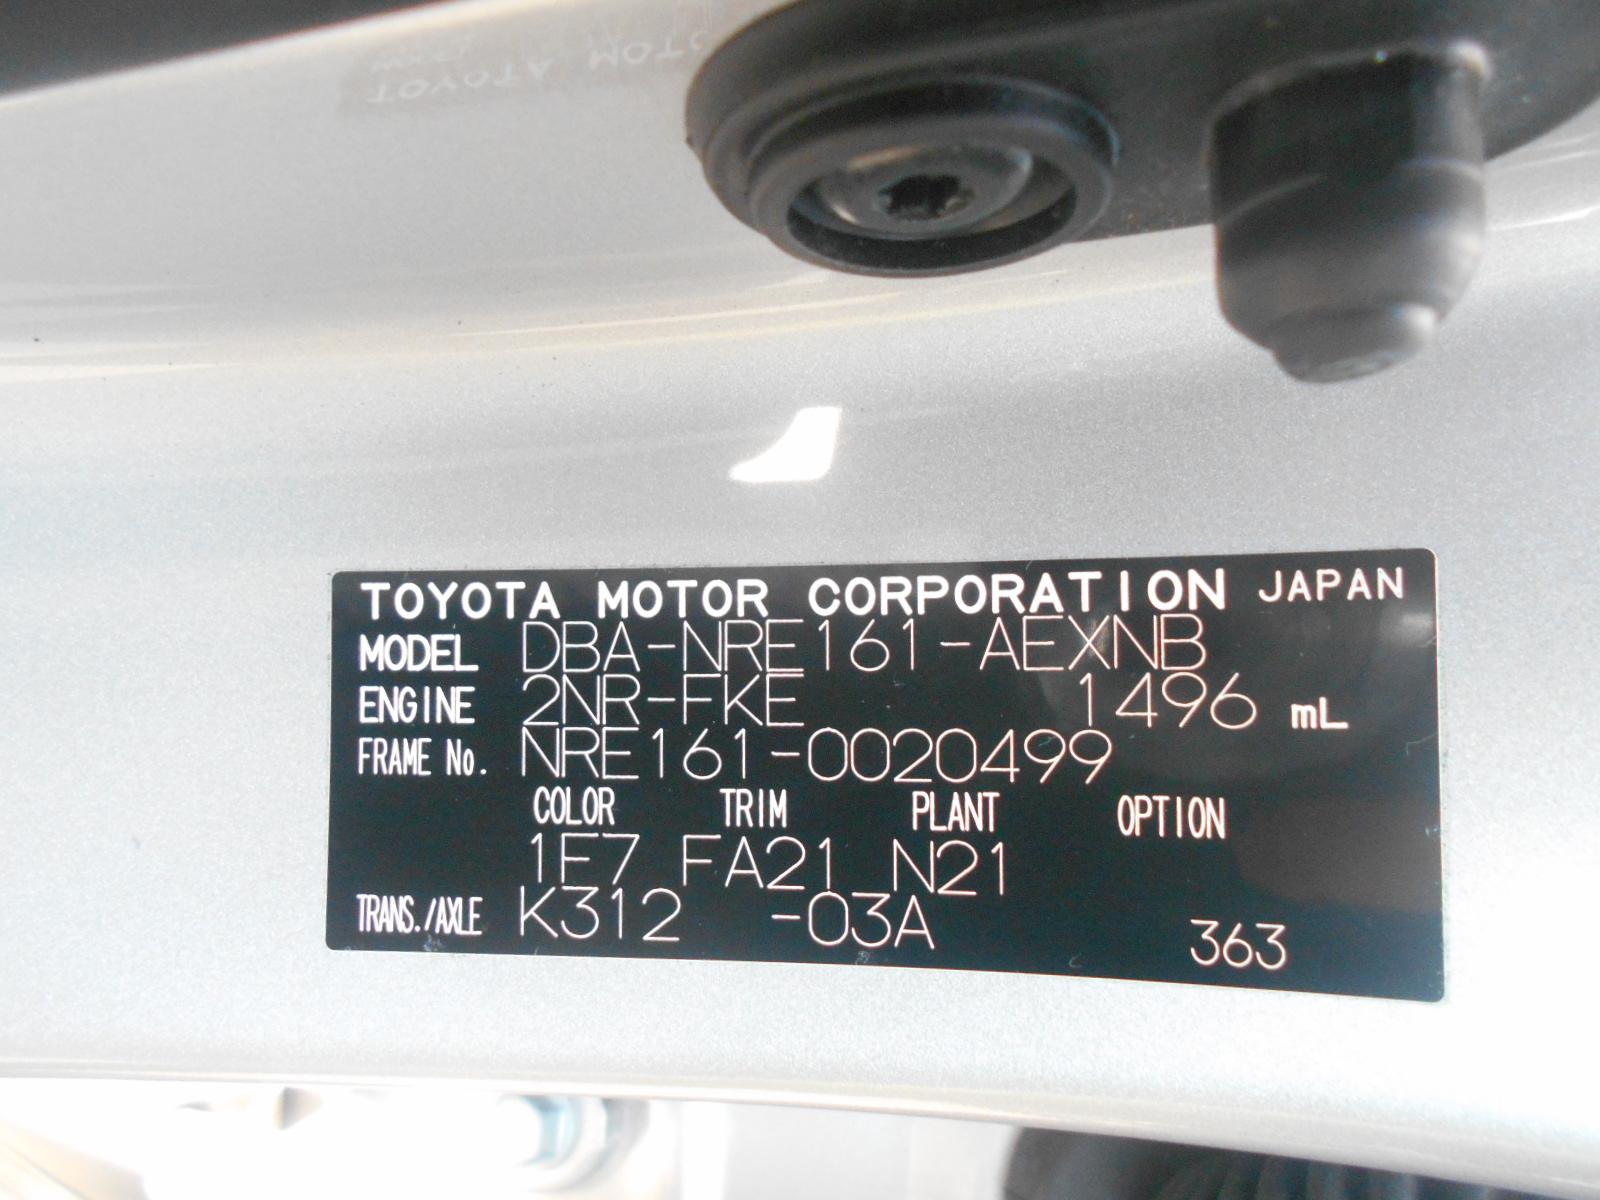 TOYOTA MOTOR CORPORATION JAPAN
MODEL DBA-NRE161-AEXNB
ENGINE 2NR-FKE 1496 mL
FRAME No. NRE161-0020499
COLOR TRIM PLANT OPTION
1E7 FA21 N21
TRANS./AXLE K312 -03A 363